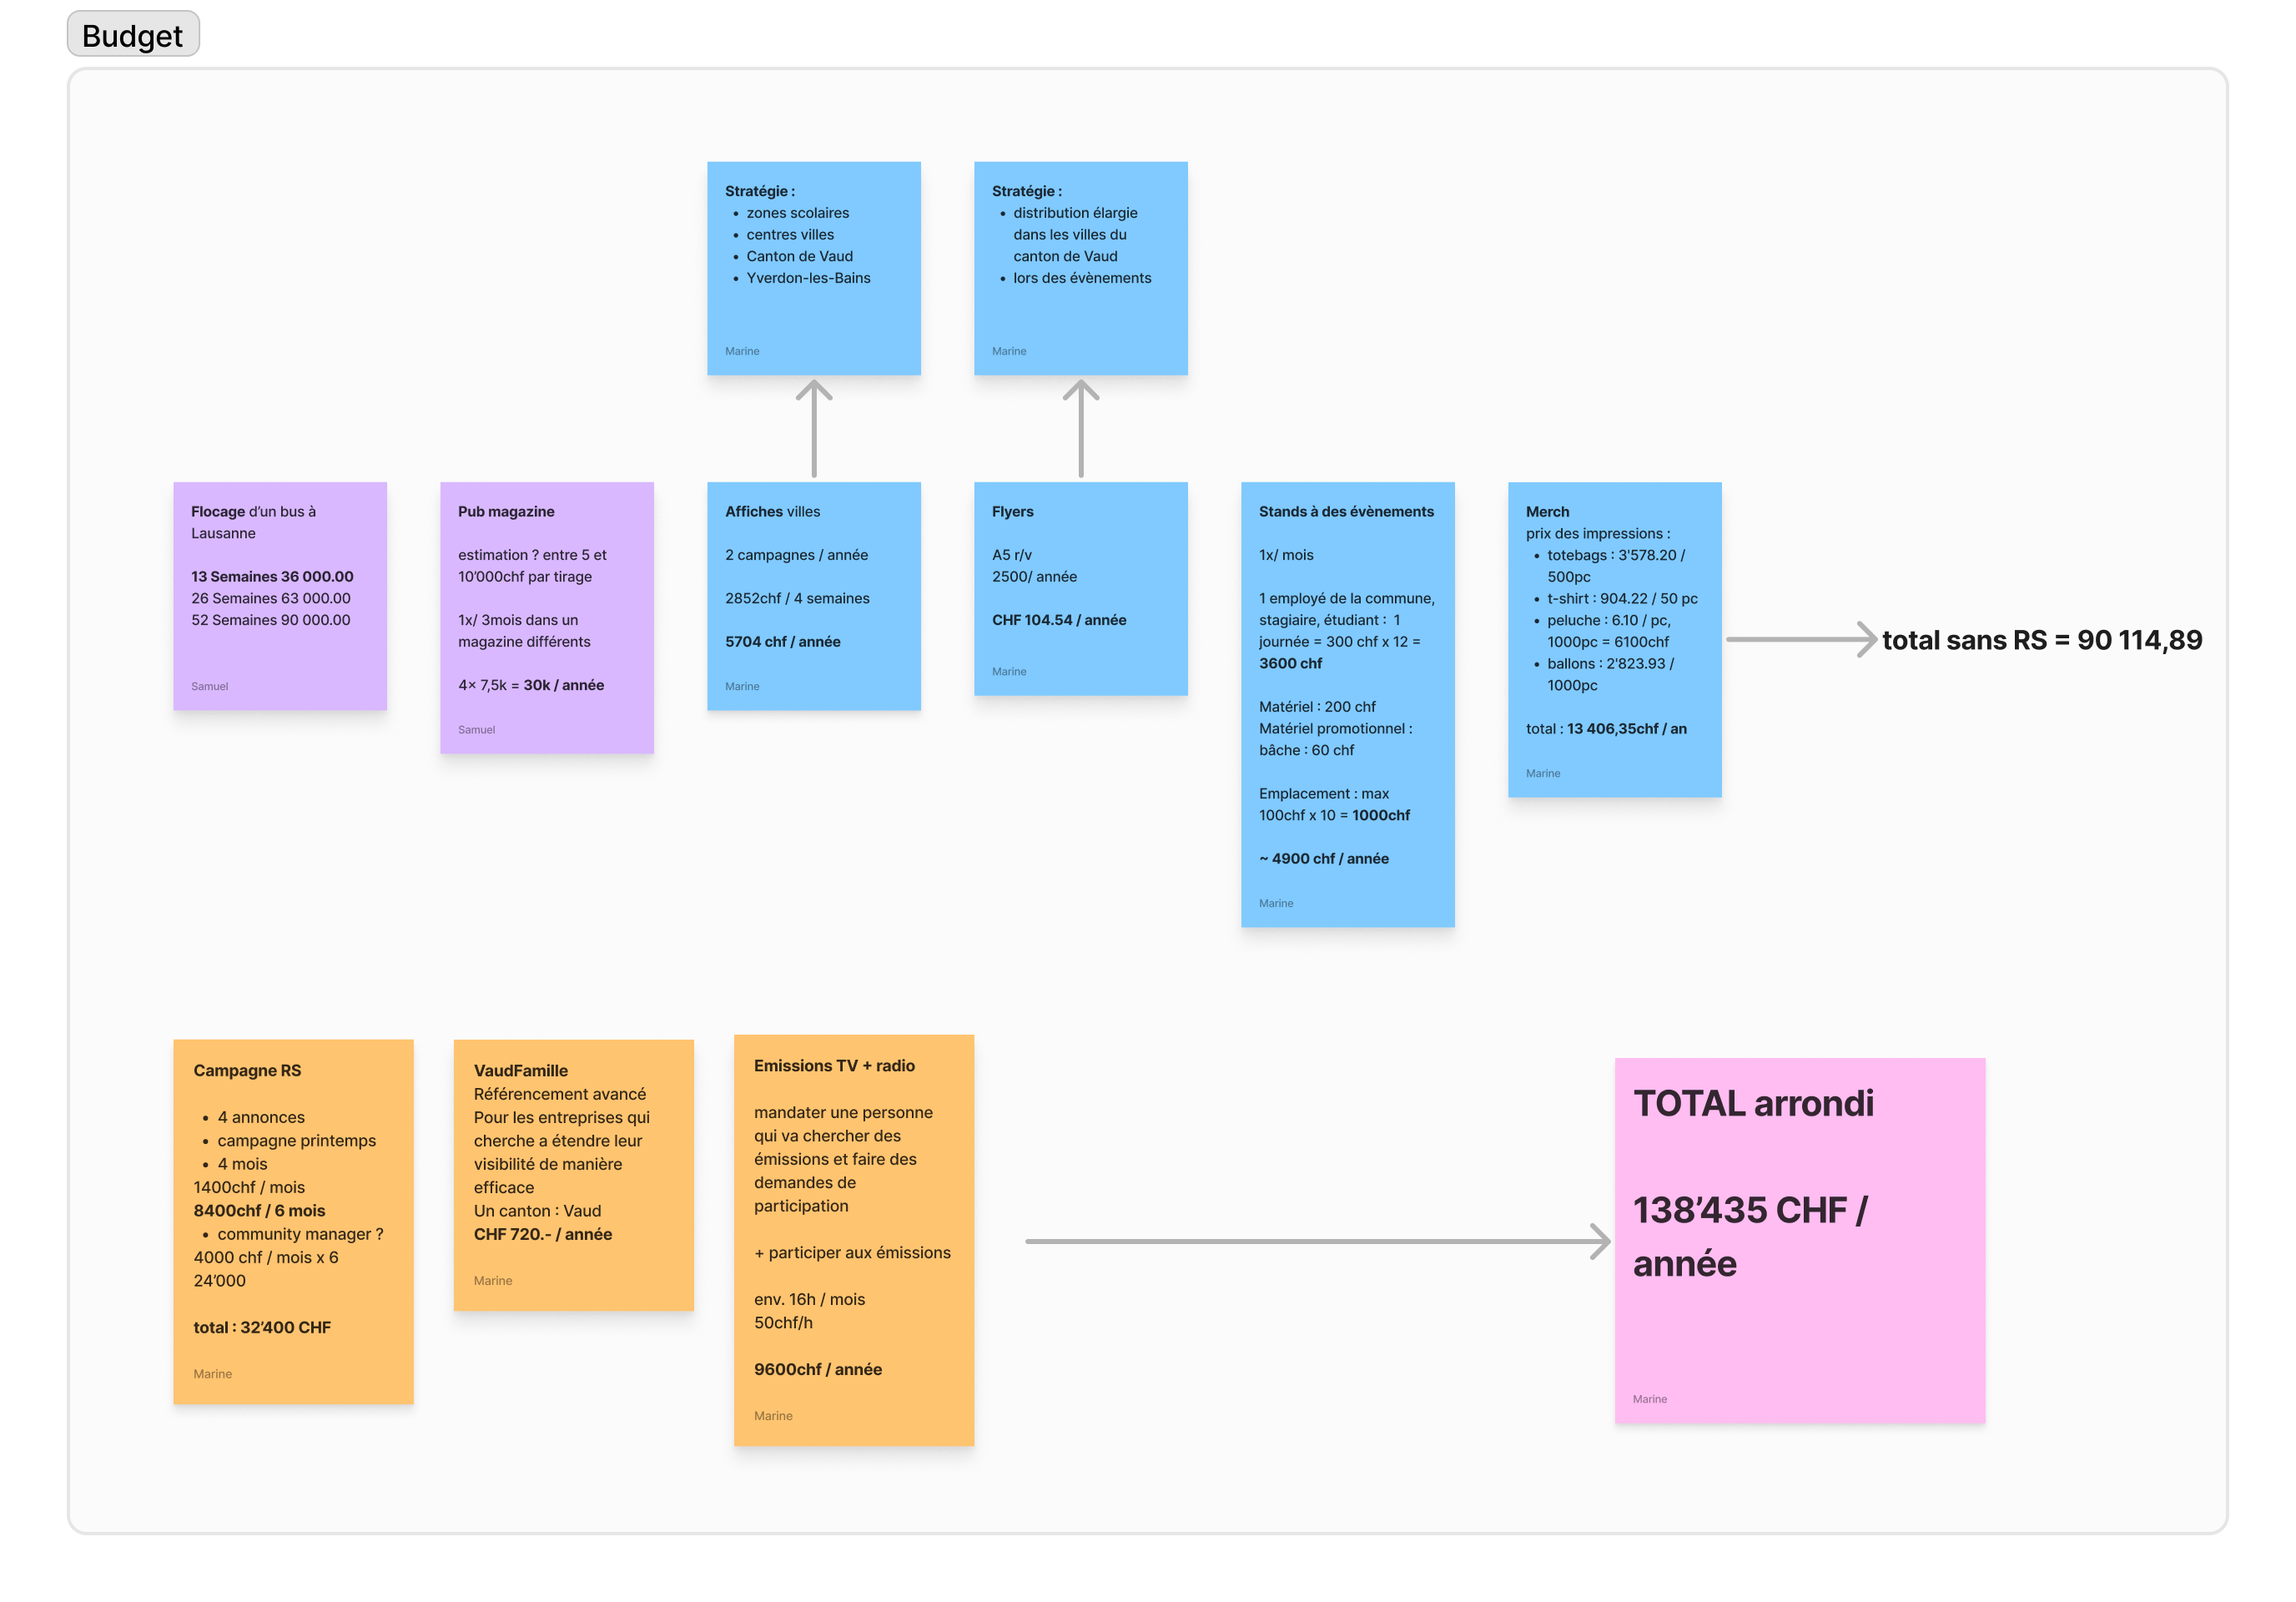 Budget
Stratégie :
• zones scolaires
• centres villes
• Canton de Vaud
• Yverdon-les-Bains
Marine
Stratégie :
• distribution élargie
dans les villes du
canton de Vaud
• lors des évènements
Marine
Flocage d'un bus à
Lausanne
13 Semaines 36 000.00
26 Semaines 63 000.00
52 Semaines 90 000.00
Samuel
Pub magazine
estimation ? entre 5 et
10'000chf par tirage
1x/ 3mois dans un
magazine différents
4x 7,5k = 30k / année
Samuel
Affiches villes
2 campagnes / année
2852chf / 4 semaines
5704 chf / année
Marine
Flyers
A5 r/v
2500/ année
CHF 104.54 / année
Marine
Stands à des évènements
1x/ mois
1 employé de la commune,
stagiaire, étudiant : 1
journée = 300 chf x 12 =
3600 chf
Matériel : 200 chf
Matériel promotionnel :
bâche : 60 chf
Emplacement : max
100chf x 10 = 1000chf
~ 4900 chf / année
Marine
Merch
prix des impressions :
• totebags : 3'578.20 /
500pc
• t-shirt : 904.22 / 50 pc
• peluche : 6.10 / pc,
1000pc = 6100chf
• ballons : 2'823.93 /
1000pc
total : 13 406,35chf / an
Marine
total sans RS = 90 114,89
Campagne RS
• 4 annonces
• campagne printemps
• 4 mois
1400chf / mois
8400chf / 6 mois
• community manager ?
4000 chf / mois x 6
24'000
total : 32'400 CHF
Marine
VaudFamille
Référencement avancé
Pour les entreprises qui
cherche a étendre leur
visibilité de manière
efficace
Un canton : Vaud
CHF 720.- / année
Marine
Emissions TV + radio
mandater une personne
qui va chercher des
émissions et faire des
demandes de
participation
+ participer aux émissions
env. 16h / mois
50chf/h
9600chf / année
Marine
TOTAL arrondi
138'435 CHF /
année
Marine